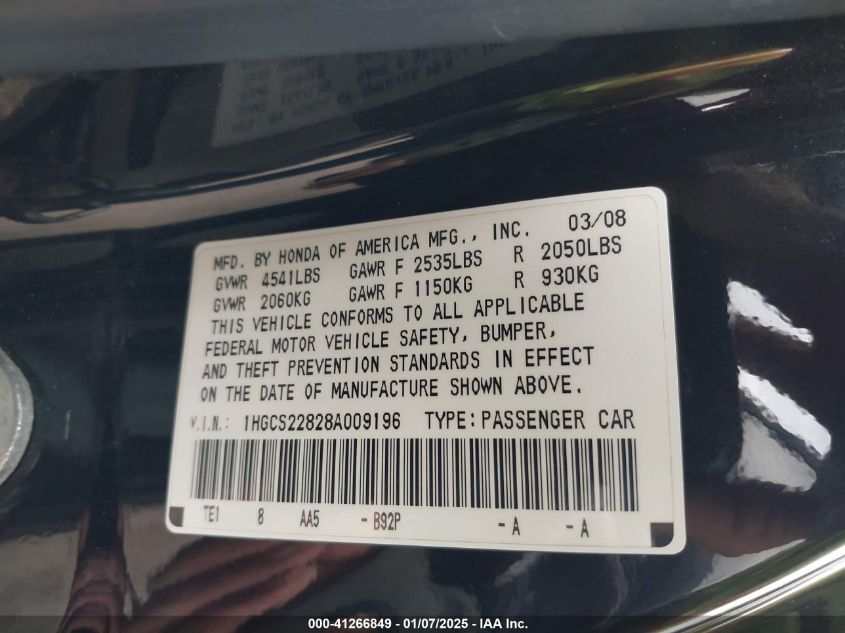 MFD. BY HONDA OF AMERICA MFG., INC. 03/08
GVWR 4541LBS GAWR F 2535LBS R 2050LBS
GVWR 2060KG GAWR F 1150KG R 930KG
THIS VEHICLE CONFORMS TO ALL APPLICABLE
FEDERAL MOTOR VEHICLE SAFETY, BUMPER,
AND THEFT PREVENTION STANDARDS IN EFFECT
ON THE DATE OF MANUFACTURE SHOWN ABOVE.
V.I.N.: 1HGCS22828A009196 TYPE:PASSENGER CAR
TE1 8 AA5 - B92P - A - A
000-41266849 - 01/07/2025 - IAA Inc.